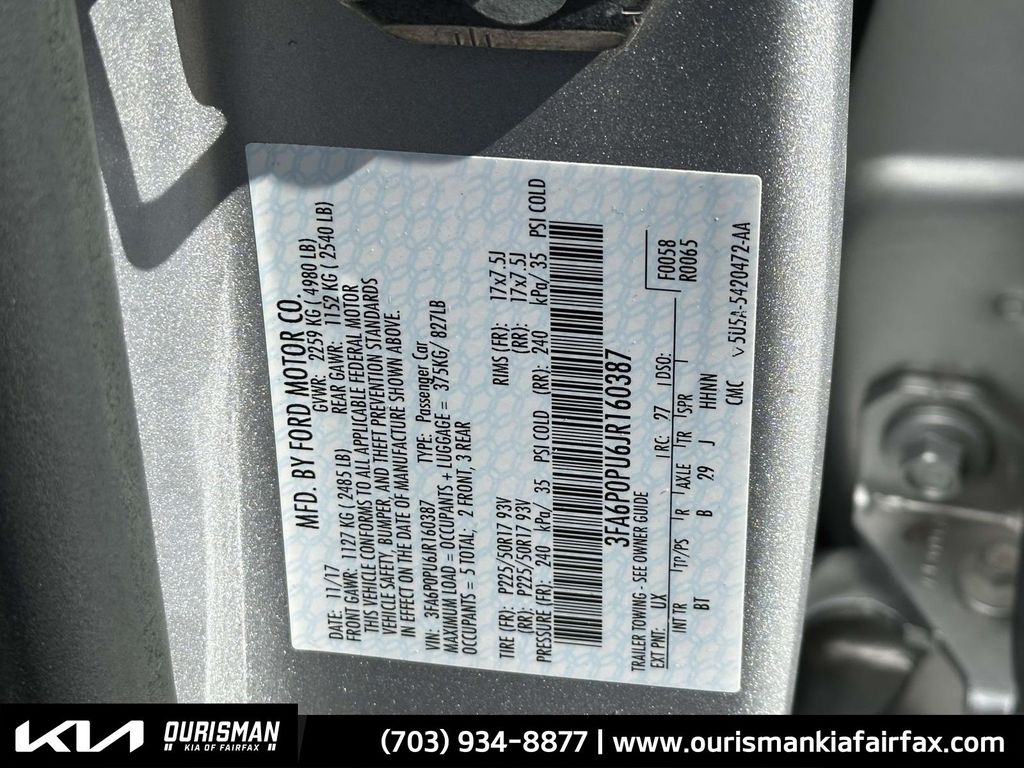 MFD. BY FORD MOTOR CO.
DATE: 11/17 GVWR: 2259 KG ( 4980 LB)
FRONT GAWR: 1127 KG ( 2485 LB) REAR GAWR: 1152 KG ( 2540 LB)
THIS VEHICLE CONFORMS TO ALL APPLICABLE FEDERAL MOTOR
VEHICLE SAFETY, BUMPER, AND THEFT PREVENTION STANDARDS
IN EFFECT ON THE DATE OF MANUFACTURE SHOWN ABOVE.
VIN: 3FA6P0PU6JR160387 TYPE: Passenger Car
MAXIMUM LOAD = OCCUPANTS + LUGGAGE = 375KG/ 827LB
OCCUPANTS = 5 TOTAL; 2 FRONT, 3 REAR
TIRE (FR): P225/50R17 93V RIMS (FR): 17x7.5J
(RR): P225/50R17 93V (RR): 17x7.5J
PRESSURE (FR): 240 kPa/ 35 PSI COLD (RR): 240 kPa/ 35 PSI COLD
3FA6P0PU6JR160387
TRAILER TOWING - SEE OWNER GUIDE
F0058
R0065
EXT PNT: UX RC: 27 DSO:
INT TR TP/PS R AXLE TR SPR
BT B 29 J HHNN
CMC
v 5U5A-5420472-AA
KIA OURISMAN
KIA OF FAIRFAX
(703) 934-8877 | www.ourismankiafairfax.com